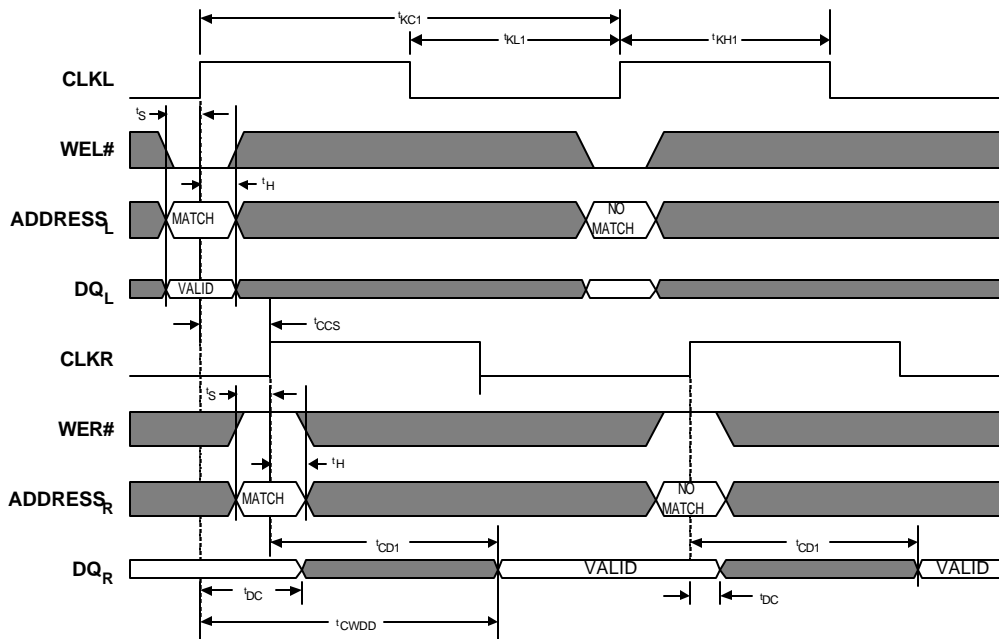 tKC1
tKL1
tKH1
CLKL
tS
WEL#
tH
ADDRESSL
MATCH
NO MATCH
DQL
VALID
tCCS
CLKR
tS
WER#
tH
ADDRESSR
MATCH
NO MATCH
tCD1
tCD1
DQR
VALID
VALID
tDC
tDC
tCWDD